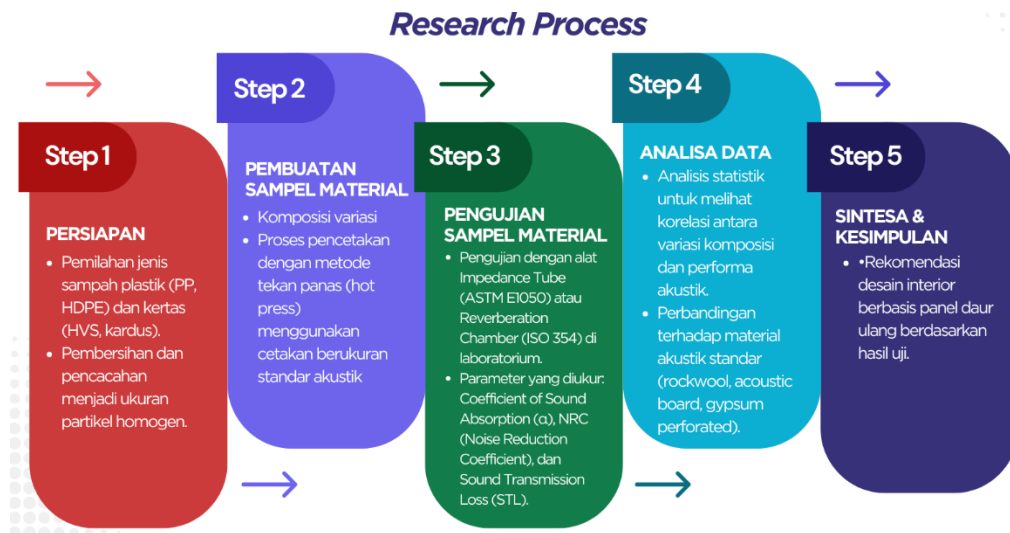 Research Process
Step 1
PERSIAPAN
• Pemilahan jenis
sampah plastik (PP,
HDPE) dan kertas
(HVS, kardus).
• Pembersihan dan
pencacahan
menjadi ukuran
partikel homogen.
Step 2
PEMBUATAN
SAMPEL MATERIAL
• Komposisi variasi
• Proses pencetakan
dengan metode
tekan panas (hot
press)
menggunakan
cetakan berukuran
standar akustik
Step 3
PENGUJIAN
SAMPEL MATERIAL
• Pengujian dengan alat
Impedance Tube
(ASTM E1050) atau
Reverberation
Chamber (ISO 354) di
laboratorium.
• Parameter yang diukur:
Coefficient of Sound
Absorption (α), NRC
(Noise Reduction
Coefficient), dan
Sound Transmission
Loss (STL).
Step 4
ANALISA DATA
• Analisis statistik
untuk melihat
korelasi antara
variasi komposisi
dan performa
akustik.
• Perbandingan
terhadap material
akustik standar
(rockwool, acoustic
board, gypsum
perforated).
Step 5
SINTESA &
KESIMPULAN
• •Rekomendasi
desain interior
berbasis panel daur
ulang berdasarkan
hasil uji.